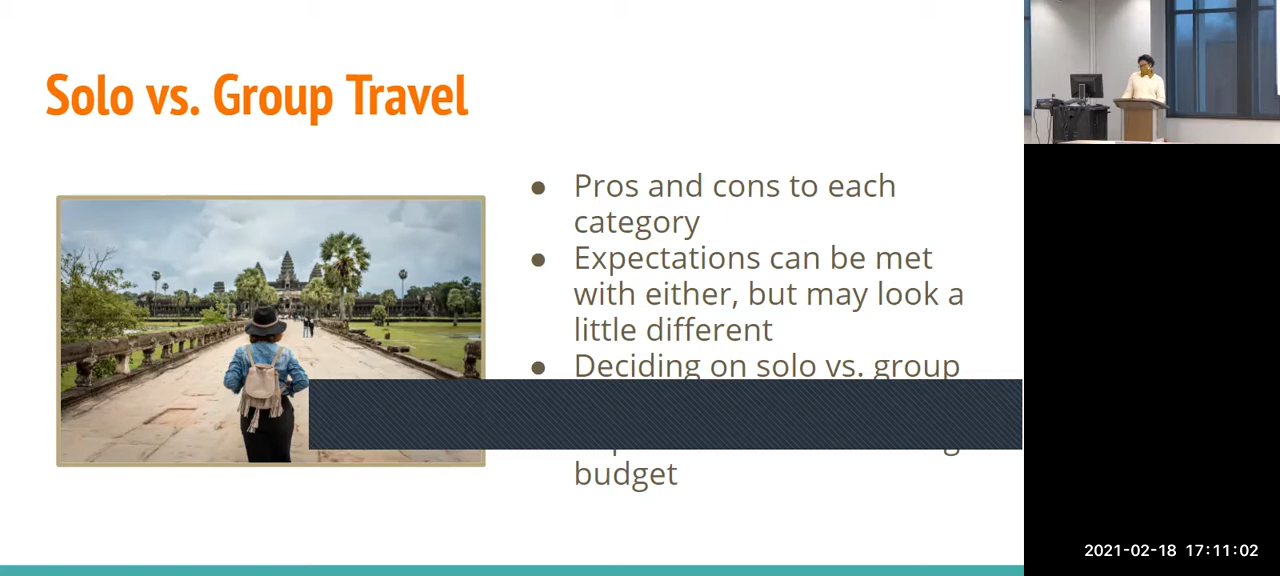 Solo vs. Group Travel
● Pros and cons to each
category
● Expectations can be met
with either, but may look a
little different
● Deciding on solo vs. group
budget
2021-02-18 17:11:02